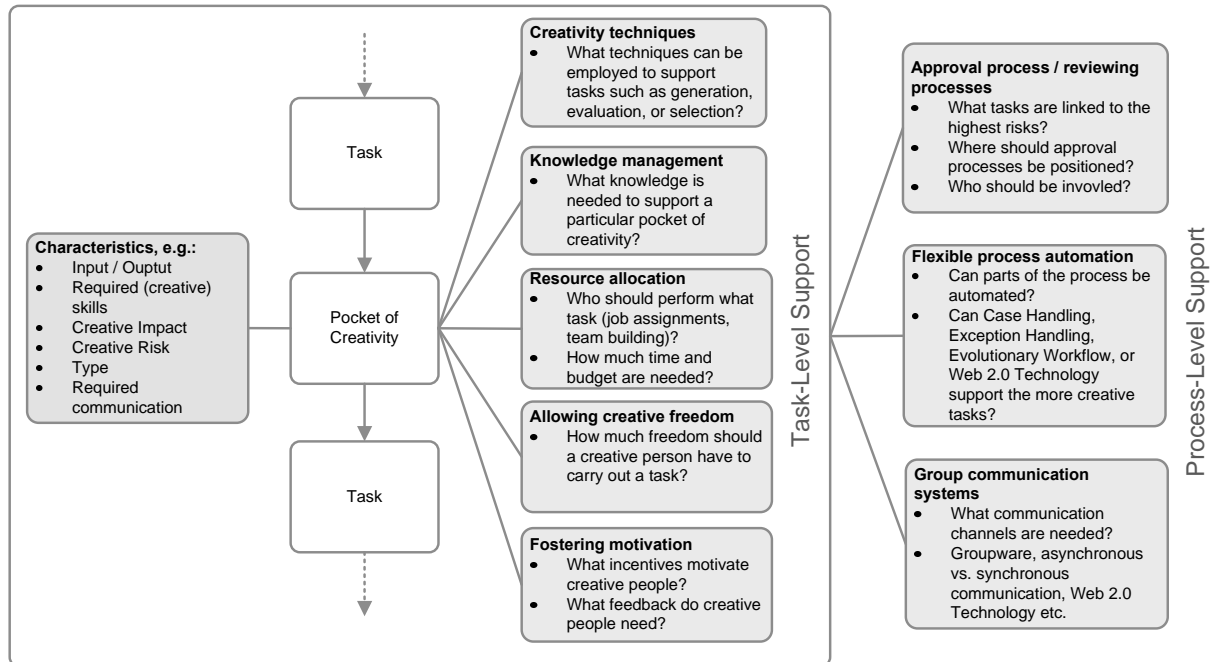 Task
Characteristics, e.g.:
• Input / Ouptut
• Required (creative)
skills
• Creative Impact
• Creative Risk
• Type
• Required
communication
Pocket of
Creativity
Task
Creativity techniques
• What techniques can be
employed to support
tasks such as generation,
evaluation, or selection?
Knowledge management
• What knowledge is
needed to support a
particular pocket of
creativity?
Resource allocation
• Who should perform what
task (job assignments,
team building)?
• How much time and
budget are needed?
Allowing creative freedom
• How much freedom should
a creative person have to
carry out a task?
Fostering motivation
• What incentives motivate
creative people?
• What feedback do creative
people need?
Task-Level Support
Approval process / reviewing
processes
• What tasks are linked to the
highest risks?
• Where should approval
processes be positioned?
• Who should be invovled?
Flexible process automation
• Can parts of the process be
automated?
• Can Case Handling,
Exception Handling,
Evolutionary Workflow, or
Web 2.0 Technology
support the more creative
tasks?
Group communication
systems
• What communication
channels are needed?
• Groupware, asynchronous
vs. synchronous
communication, Web 2.0
Technology etc.
Process-Level Support